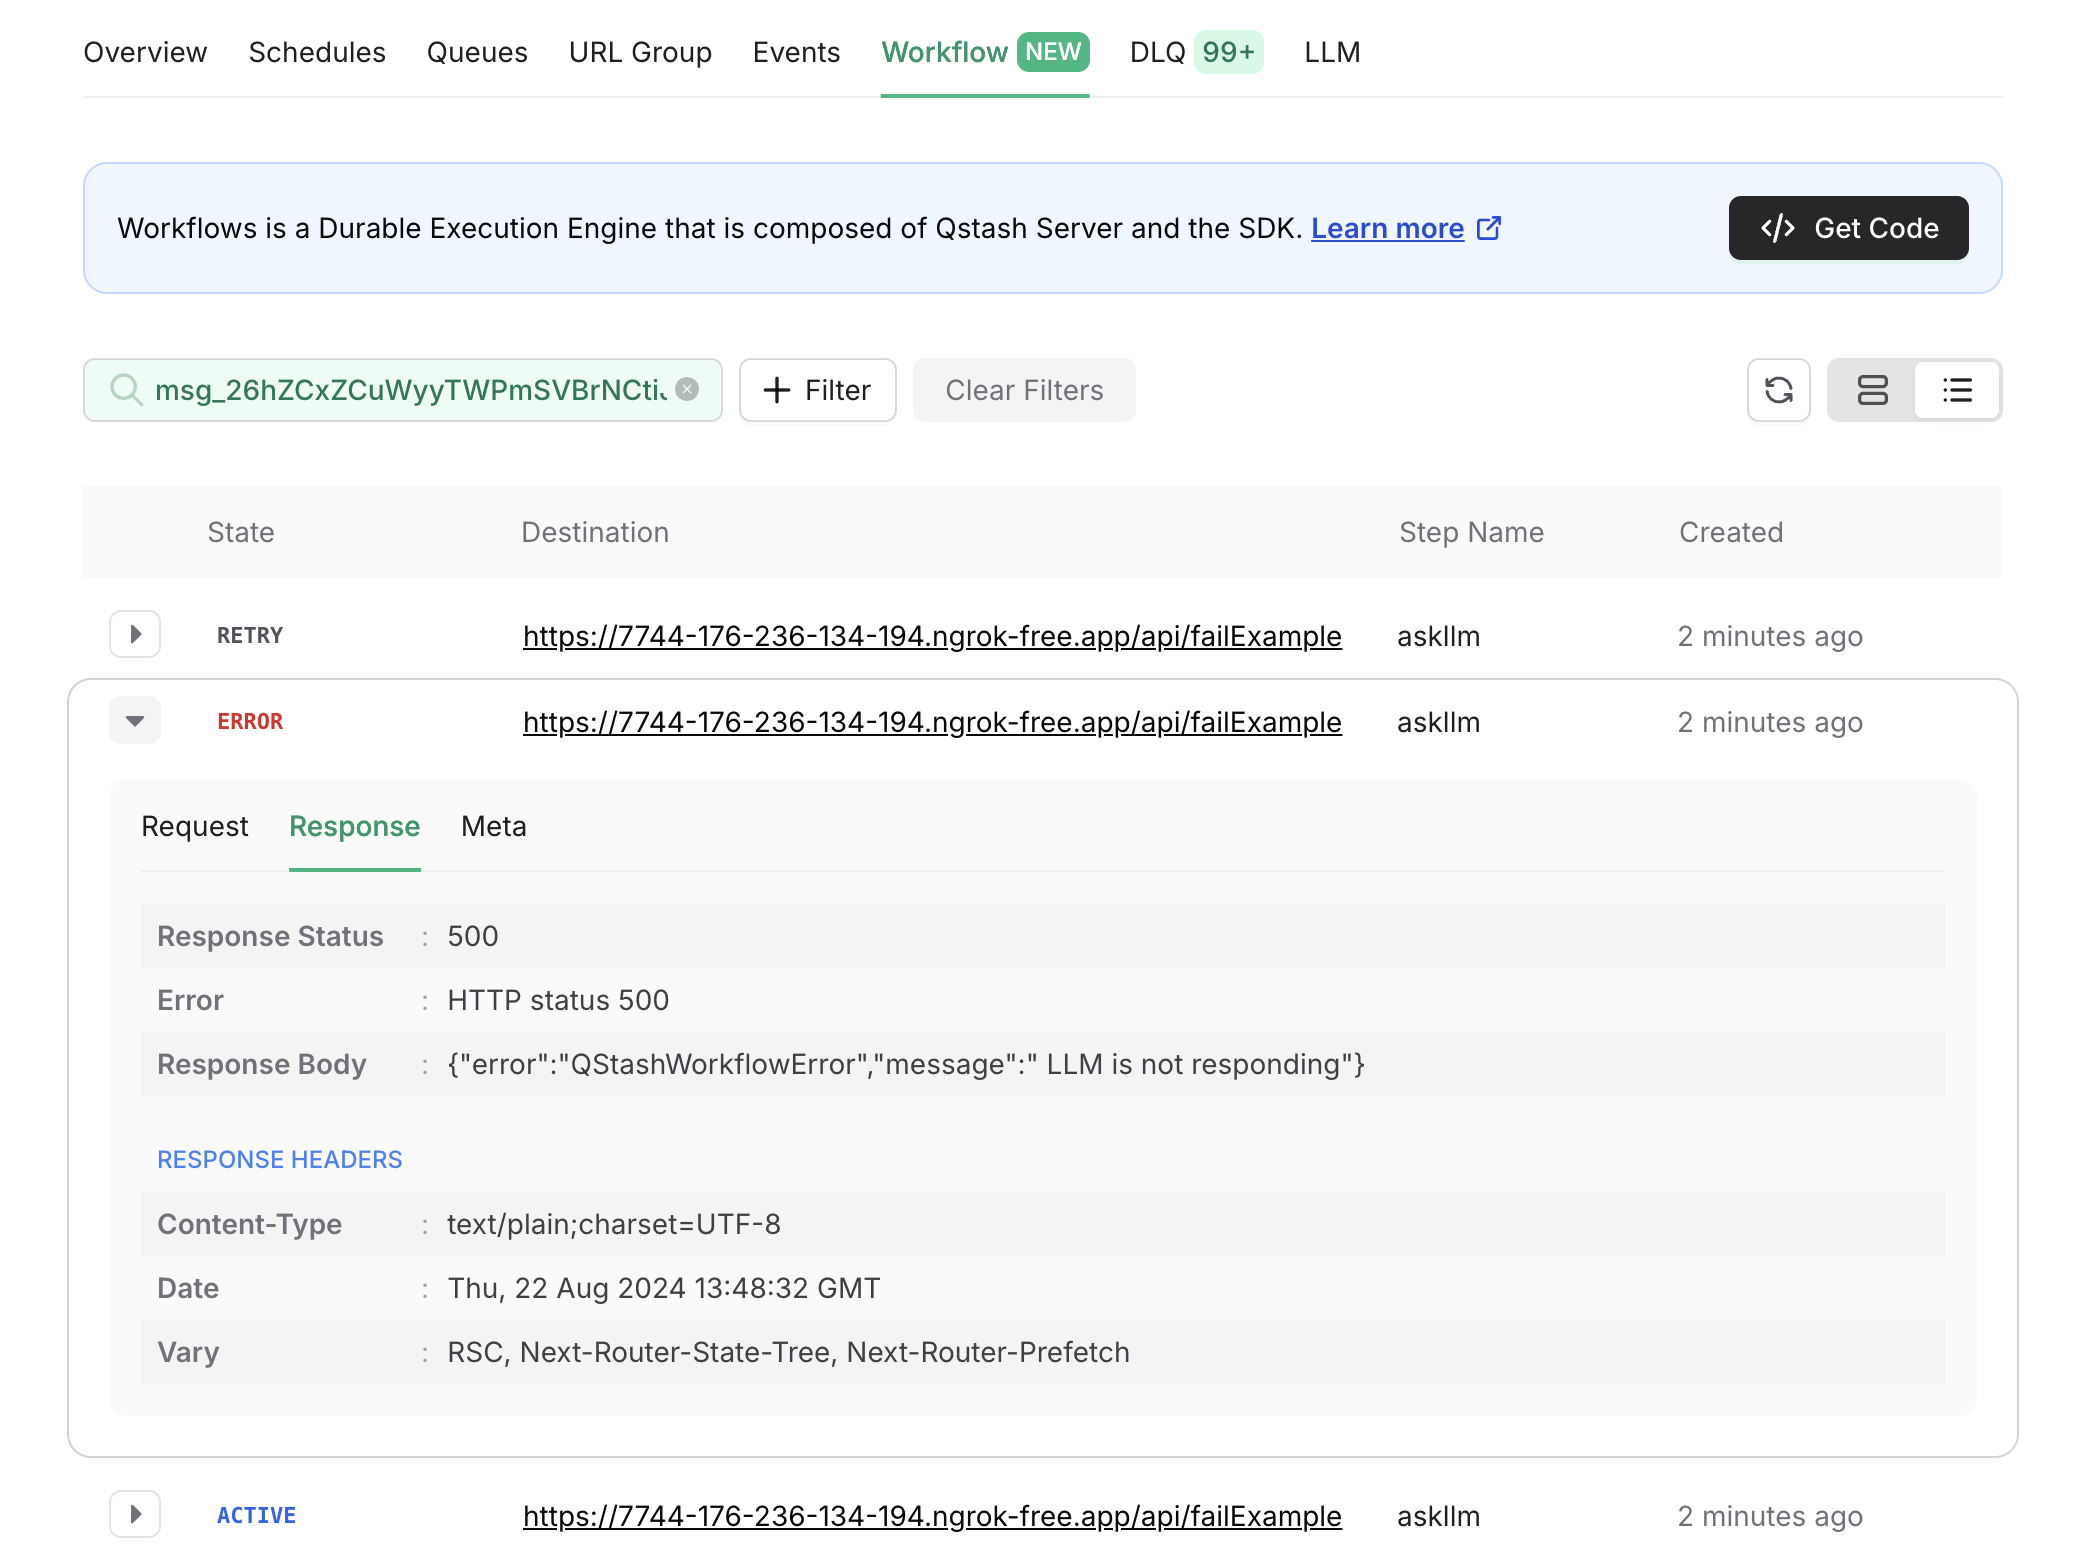 Overview Schedules Queues URL Group Events Workflow NEW DLQ 99+ LLM
Workflows is a Durable Execution Engine that is composed of Qstash Server and the SDK. Learn more </> Get Code
msg_26hZCxZCuWyyTWPmSVBrNCti Filter Clear Filters
State Destination Step Name Created
RETRY https://7744-176-236-134-194.ngrok-free.app/api/failExample askllm 2 minutes ago
ERROR https://7744-176-236-134-194.ngrok-free.app/api/failExample askllm 2 minutes ago
Request Response Meta
Response Status : 500
Error : HTTP status 500
Response Body : {"error":"QStashWorkflowError","message":" LLM is not responding"}
RESPONSE HEADERS
Content-Type : text/plain;charset=UTF-8
Date : Thu, 22 Aug 2024 13:48:32 GMT
Vary : RSC, Next-Router-State-Tree, Next-Router-Prefetch
ACTIVE https://7744-176-236-134-194.ngrok-free.app/api/failExample askllm 2 minutes ago